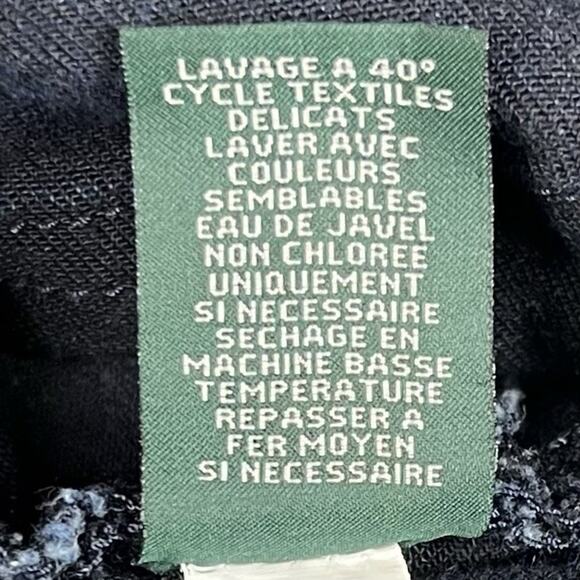 LAVAGE A 40°
CYCLE TEXTILES
DELICATS
LAVER AVEC
COULEURS
SEMBLABLES
EAU DE JAVEL
NON CHLOREE
UNIQUEMENT
SI NECESSAIRE
SECHAGE EN
MACHINE BASSE
TEMPERATURE
REPASSER A
FER MOYEN
SI NECESSAIRE